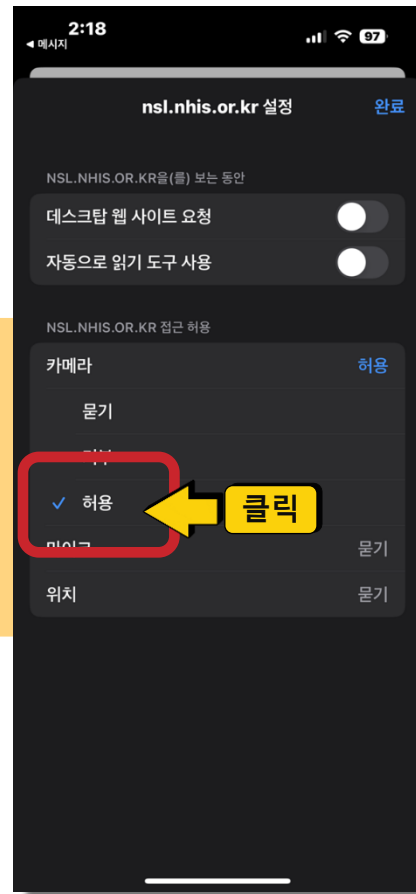 2:18
◀ 메시지
97
nsl.nhis.or.kr 설정
완료
NSL.NHIS.OR.KR을(를) 보는 동안
데스크탑 웹 사이트 요청
자동으로 읽기 도구 사용
NSL.NHIS.OR.KR 접근 허용
카메라 허용
묻기
✓ 허용
클릭
묻기
위치 묻기